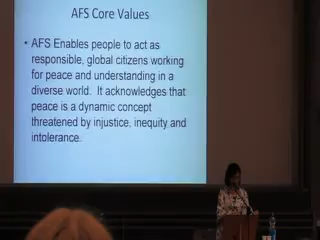 AFS Core Values
• AFS Enables people to act as
responsible, global citizens working
for peace and understanding in a
diverse world. It acknowledges that
peace is a dynamic concept
threatened by injustice, inequity and
intolerance.